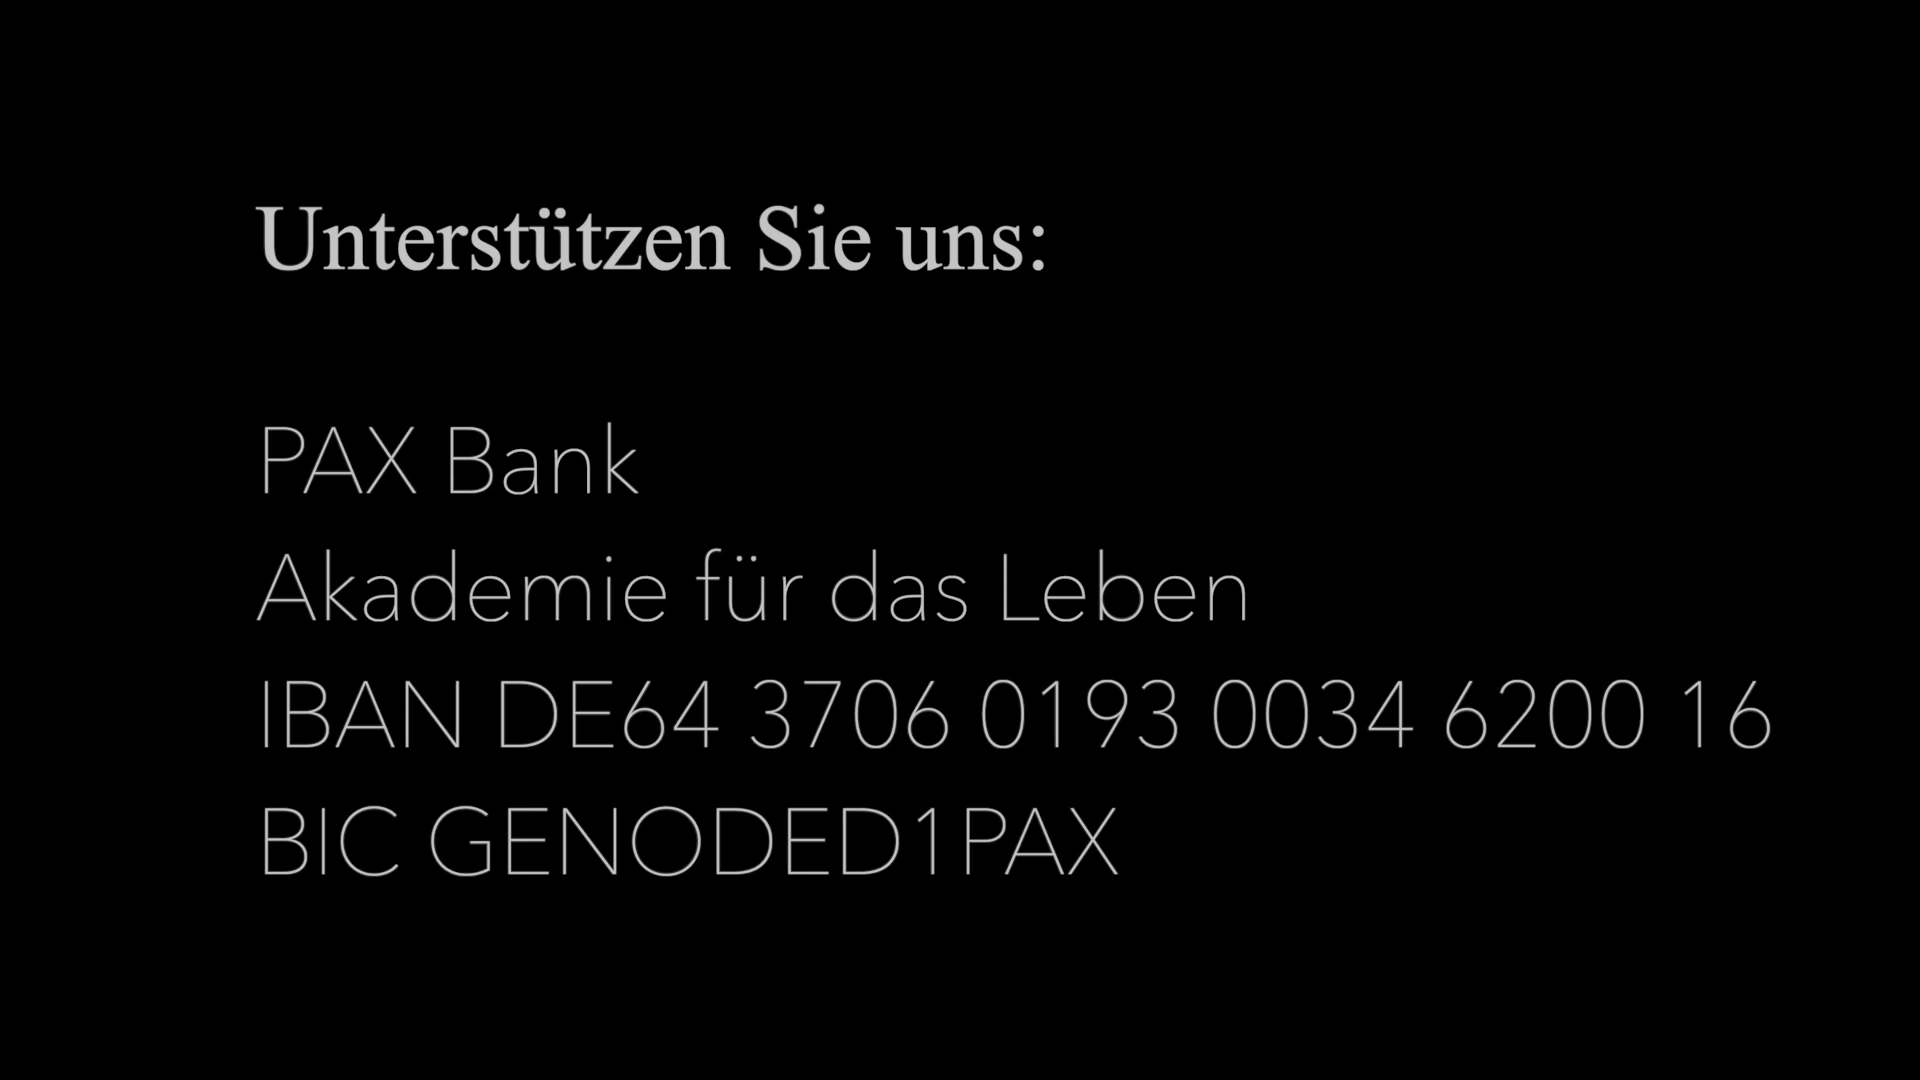 Unterstützen Sie uns:
PAX Bank
Akademie für das Leben
IBAN DE64 3706 0193 0034 6200 16
BIC GENODED1PAX